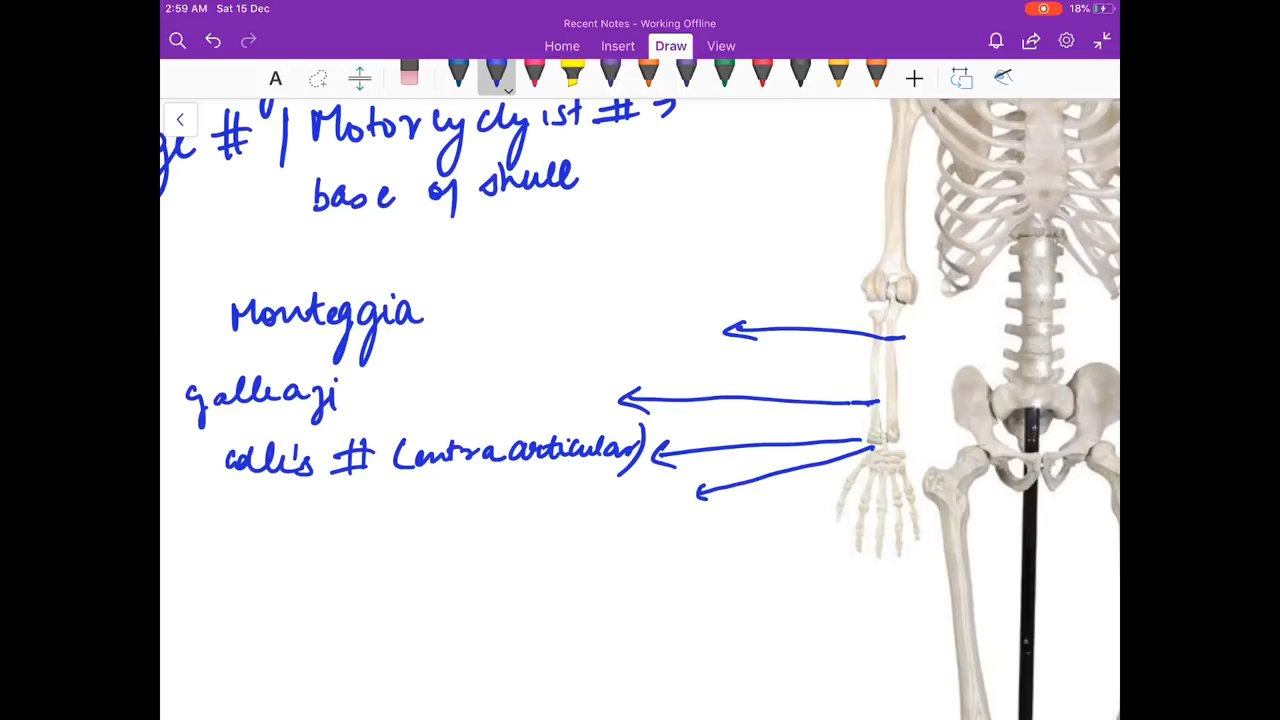 2:59 AM Sat 15 Dec 18%
Recent Notes - Working Offline
Home Insert Draw View
A
# / Motorcyclist #
base of skull
Monteggia
galleazi
colle's # (extraarticular)